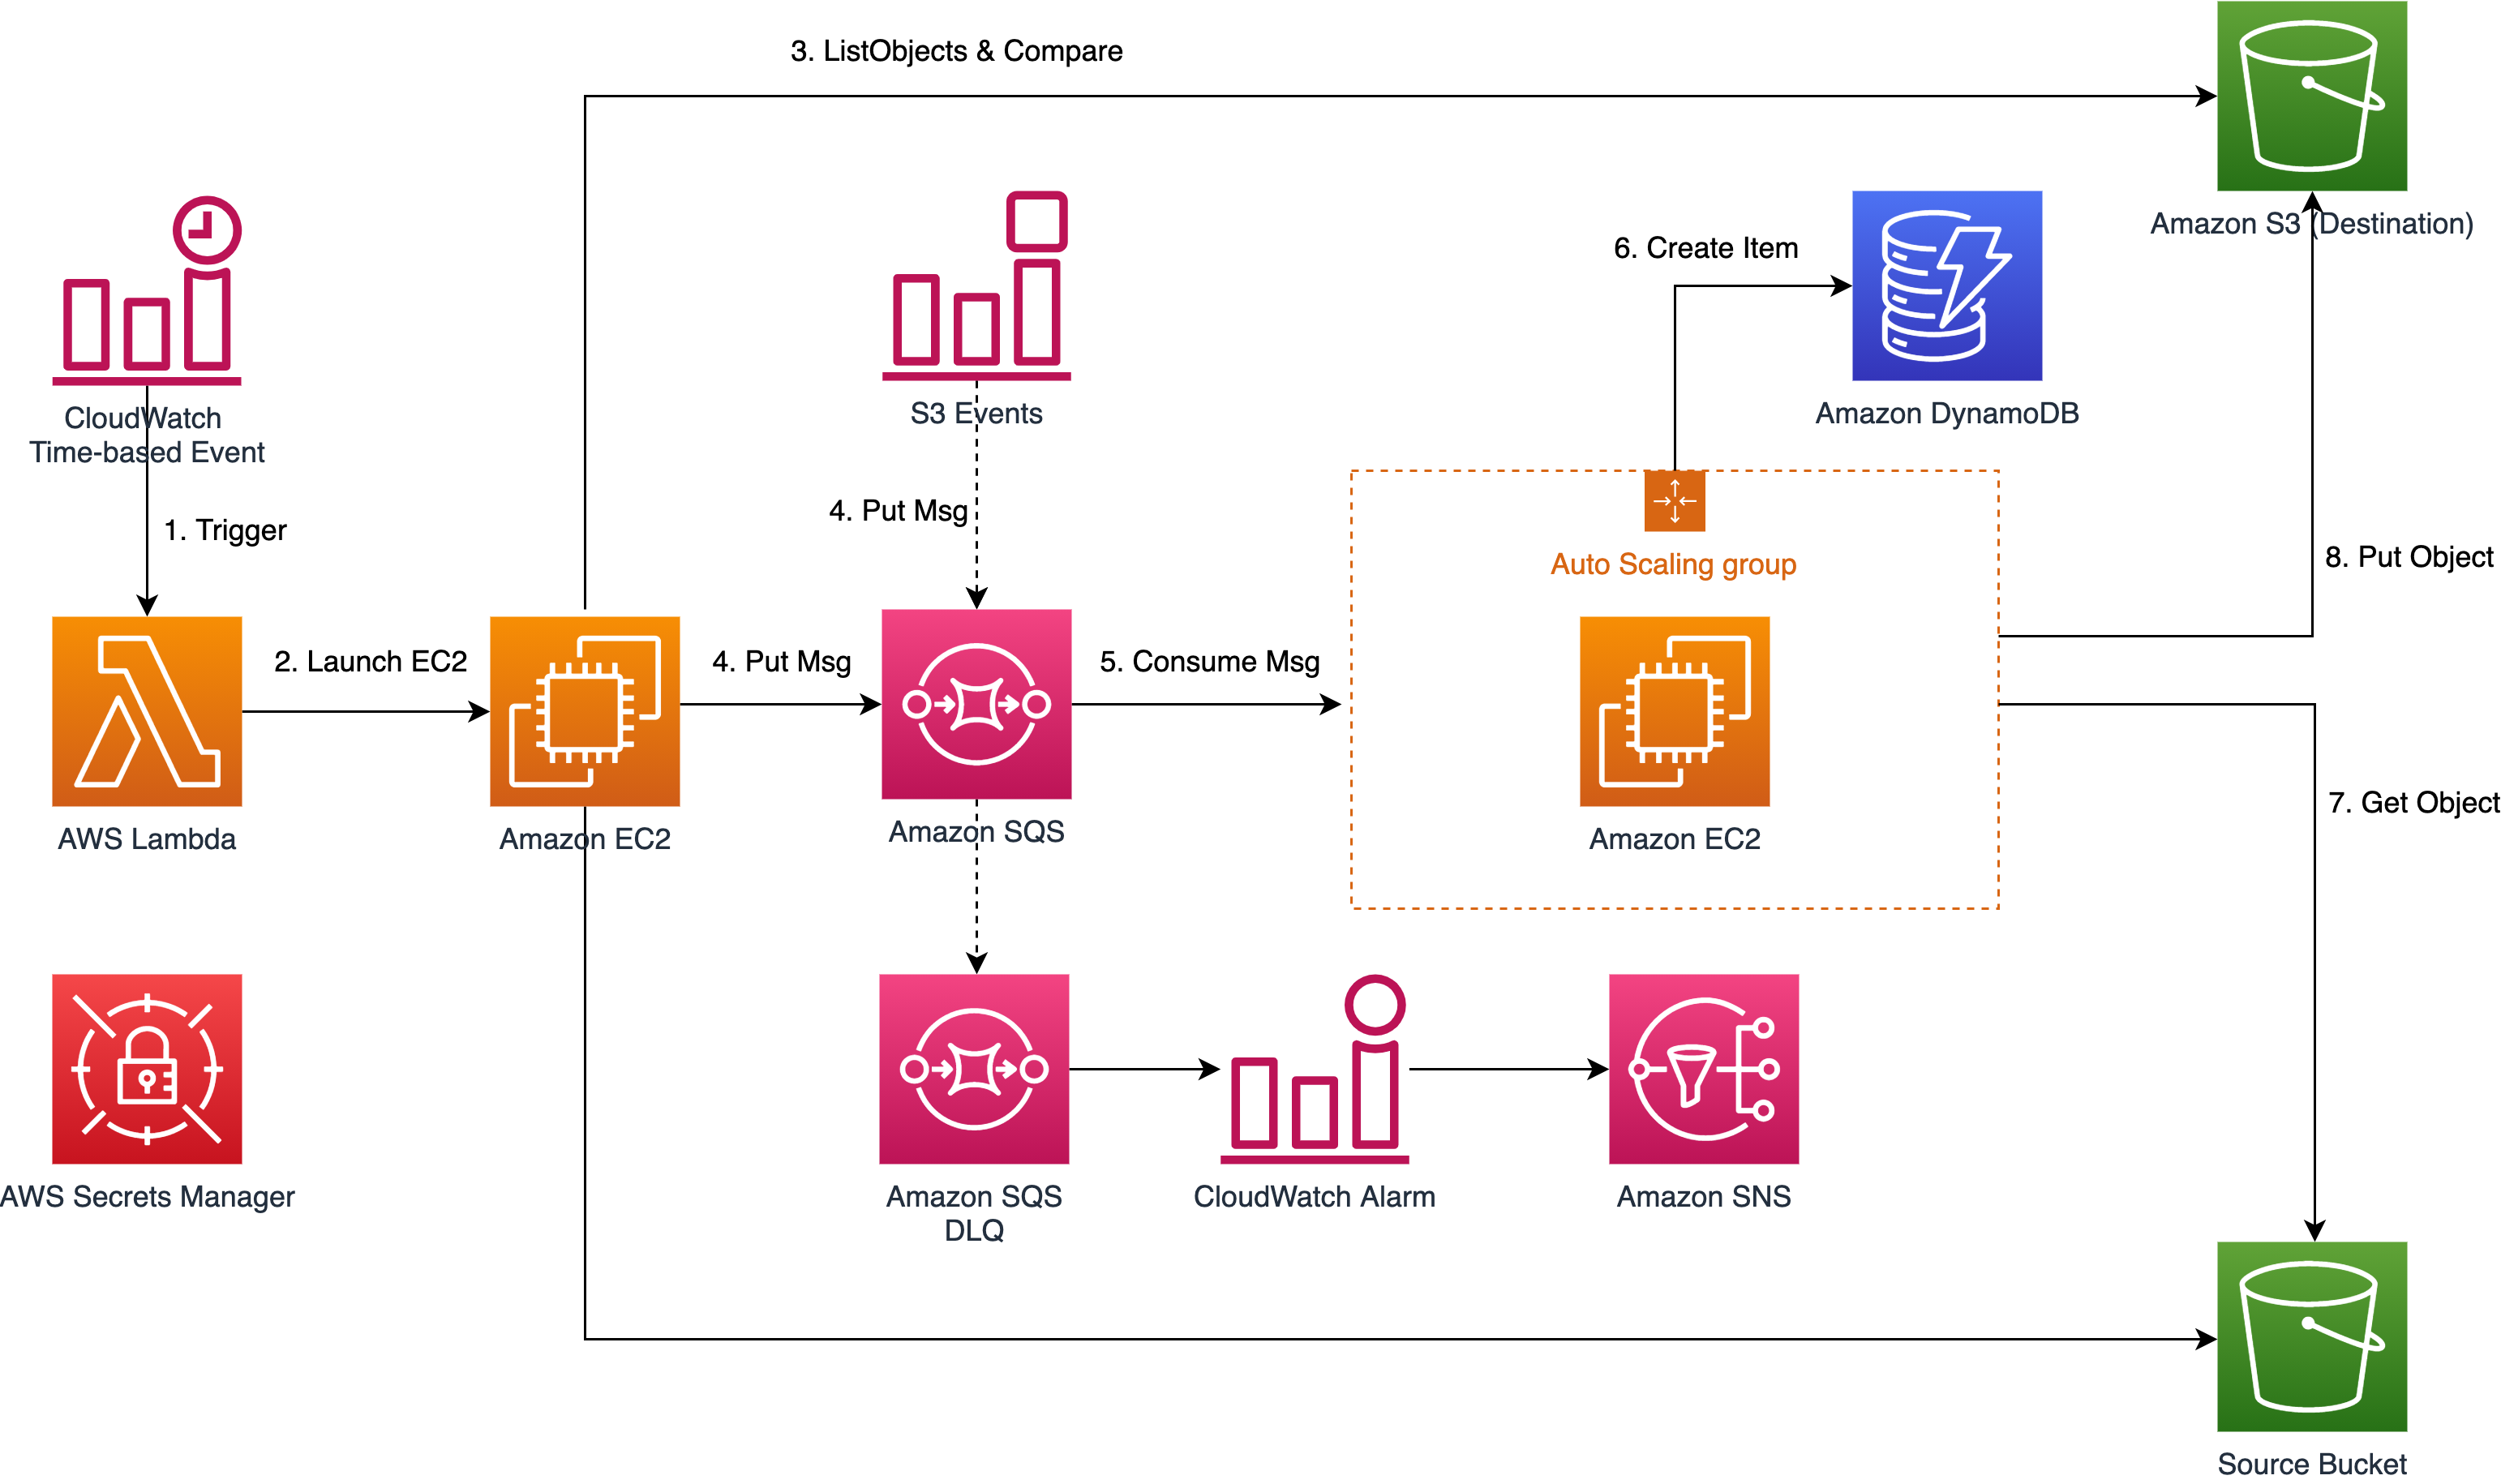 3. ListObjects & Compare
Amazon S3 (Destination)
6. Create Item
CloudWatch
Time-based Event
S3 Events
Amazon DynamoDB
4. Put Msg
1. Trigger
Auto Scaling group
8. Put Object
2. Launch EC2
4. Put Msg
5. Consume Msg
7. Get Object
AWS Lambda
Amazon EC2
Amazon SQS
Amazon EC2
AWS Secrets Manager
Amazon SQS
DLQ
CloudWatch Alarm
Amazon SNS
Source Bucket